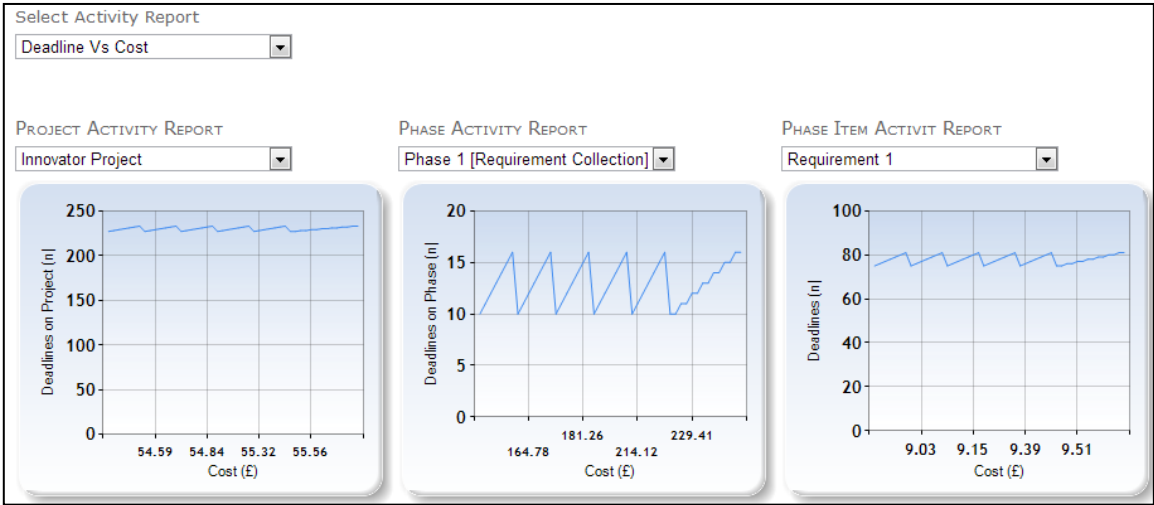 Select Activity Report
Deadline Vs Cost
PROJECT ACTIVITY REPORT
Innovator Project
250
200
150
100
50
0
Deadlines on Project [n]
54.59 54.84 55.32 55.56
Cost (£)
PHASE ACTIVITY REPORT
Phase 1 [Requirement Collection]
20
15
10
5
0
Deadlines on Phase [n]
181.26 229.41
164.78 214.12
Cost (£)
PHASE ITEM ACTIVIT REPORT
Requirement 1
100
80
60
40
20
0
Deadlines [n]
9.03 9.15 9.39 9.51
Cost (£)